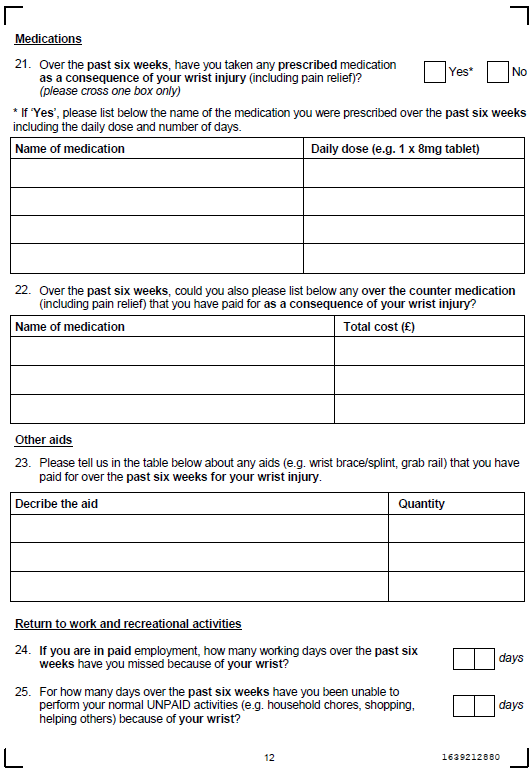 Medications
21. Over the past six weeks, have you taken any prescribed medication
as a consequence of your wrist injury (including pain relief)?
(please cross one box only)
Yes* No
* If ‘Yes’, please list below the name of the medication you were prescribed over the past six weeks
including the daily dose and number of days.
Name of medication Daily dose (e.g. 1 x 8mg tablet)
22. Over the past six weeks, could you also please list below any over the counter medication
(including pain relief) that you have paid for as a consequence of your wrist injury?
Name of medication Total cost (£)
Other aids
23. Please tell us in the table below about any aids (e.g. wrist brace/splint, grab rail) that you have
paid for over the past six weeks for your wrist injury.
Decribe the aid Quantity
Return to work and recreational activities
24. If you are in paid employment, how many working days over the past six
weeks have you missed because of your wrist?
days
25. For how many days over the past six weeks have you been unable to
perform your normal UNPAID activities (e.g. household chores, shopping,
helping others) because of your wrist?
days
12
1639212880